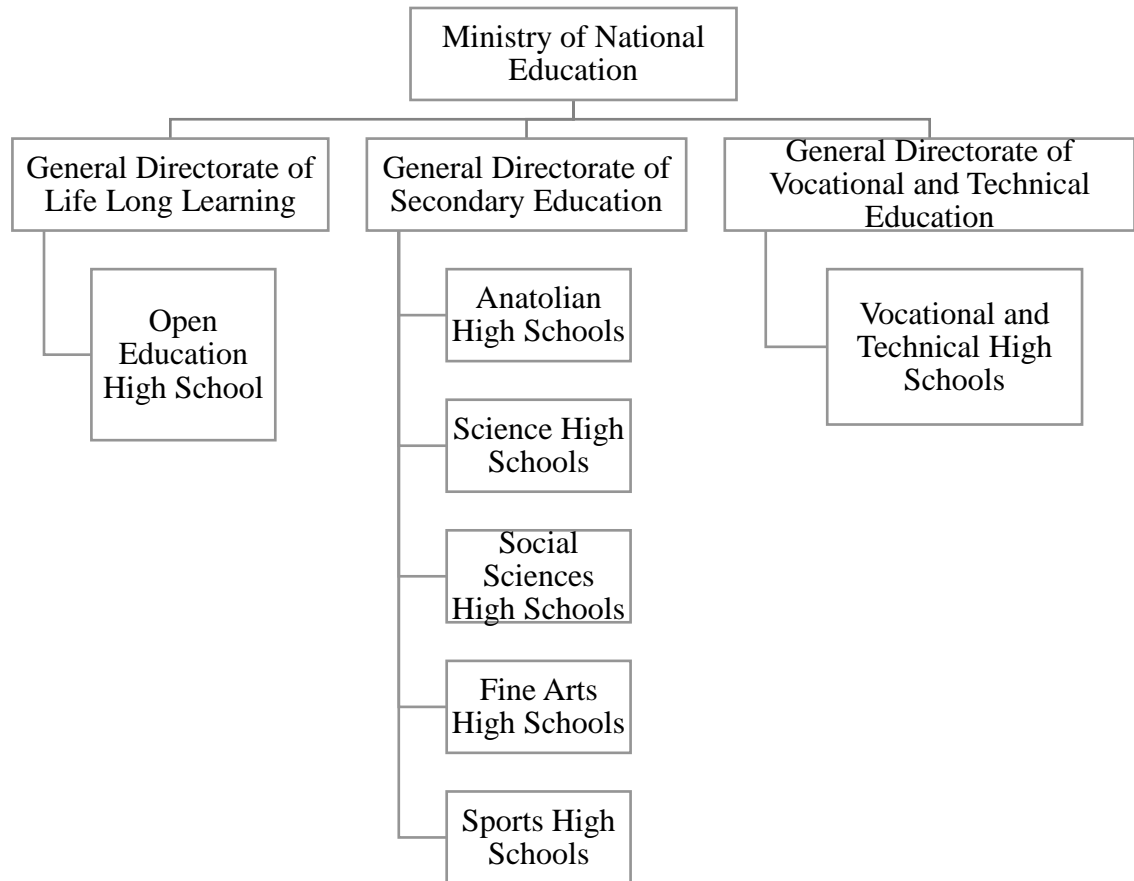 Ministry of National
Education
General Directorate of
Life Long Learning
General Directorate of
Secondary Education
General Directorate of
Vocational and Technical
Education
Open
Education
High School
Anatolian
High Schools
Science High
Schools
Social
Sciences
High Schools
Fine Arts
High Schools
Sports High
Schools
Vocational and
Technical High
Schools